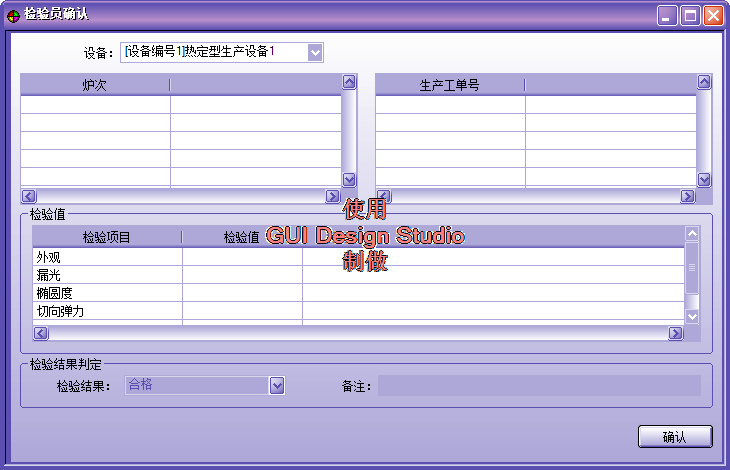 检验员确认
设备： [设备编号1]热定型生产设备1
炉次
生产工单号
使用
GUI Design Studio
制做
检验值
检验项目 检验值
外观
漏光
椭圆度
切向弹力
检验结果判定
检验结果： 合格 备注：
确认